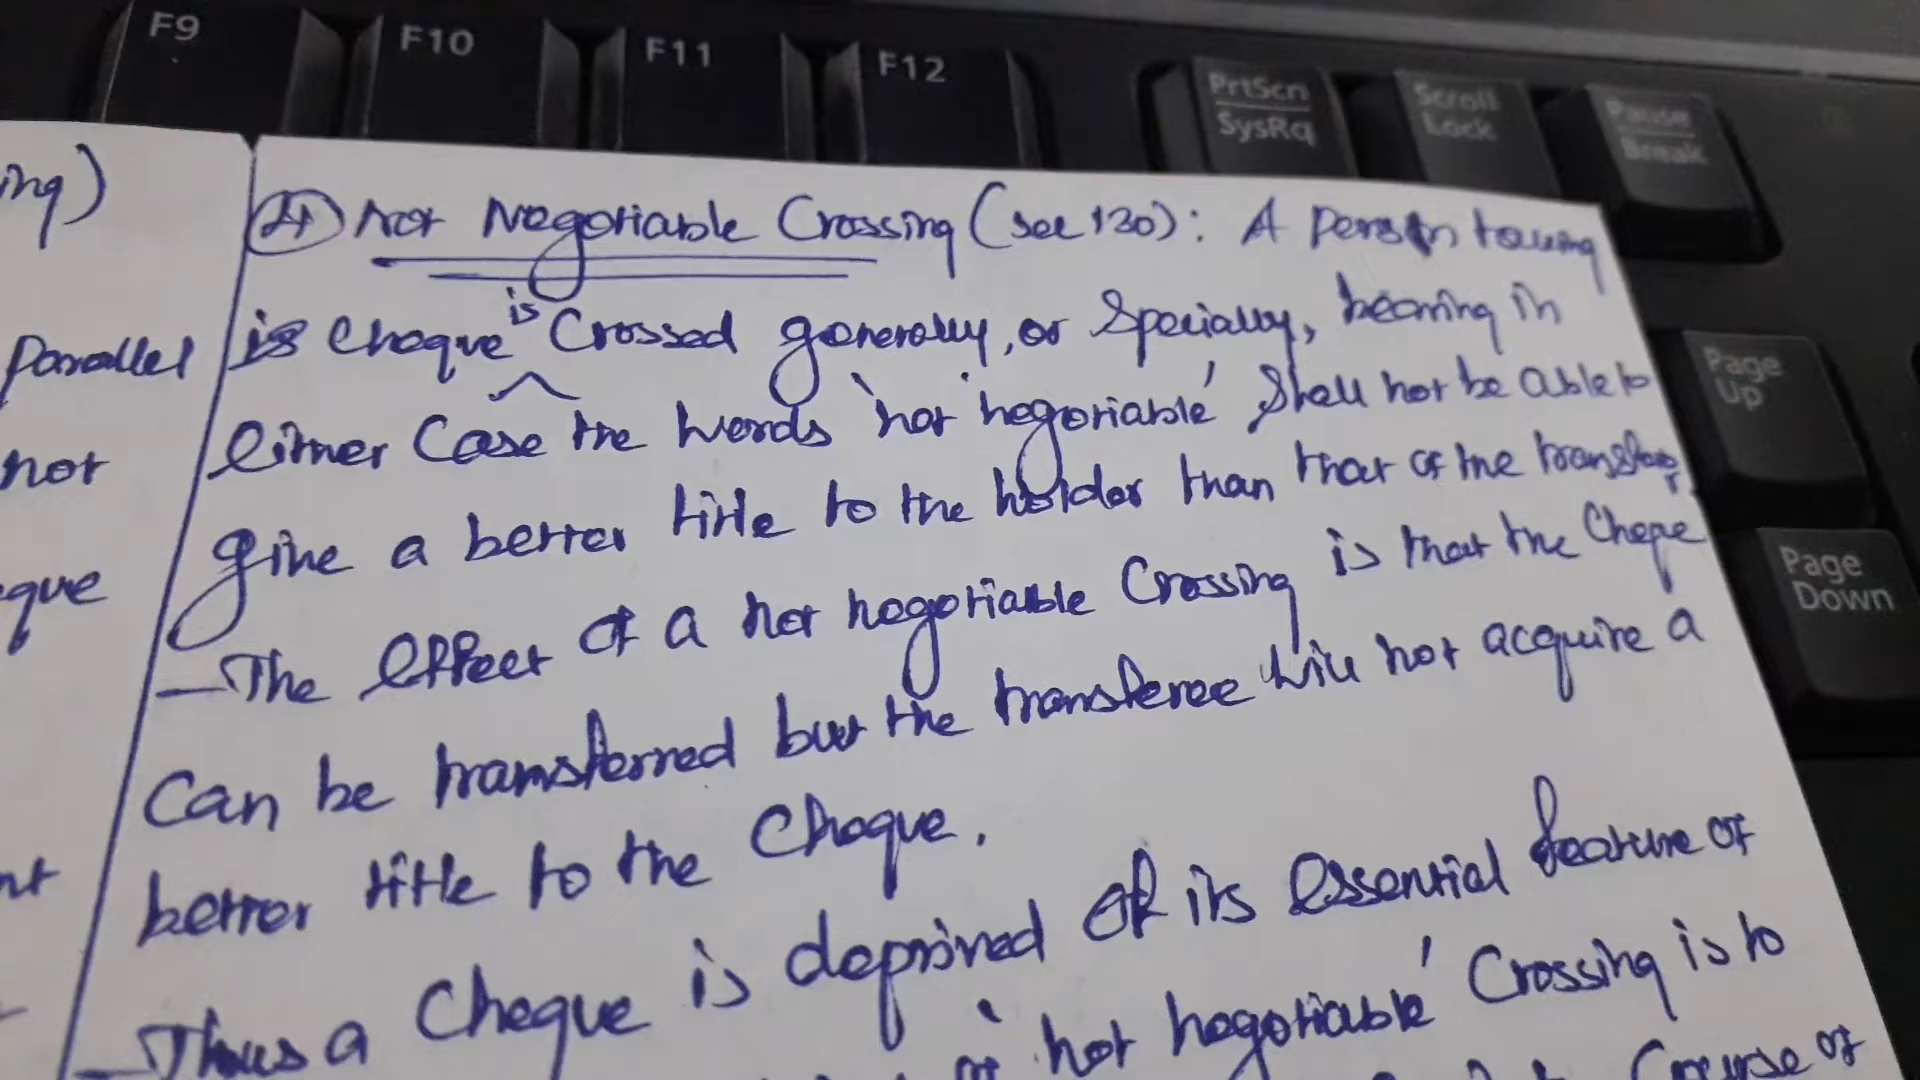 F9
F10
F11
F12
PrtScn
SysRq
Scroll
Lock
Pause
Break
Page
Up
Page
Down
ing)
Parallel
not
que
nt
④ Not Negotiable Crossing (Sec 130): A Person taking
is cheque is Crossed generally, or Specially, bearing in
either Case the words 'not negotiable' Shall not be able to
give a better title to the holder than that of the transferor
- The effect of a not negotiable Crossing is that the Cheqe
Can be transferred but the transferee will not acquire a
better title to the Cheque.
- Thus a Cheque is deprived of its essential feature of
'not negotiable' Crossing is to
Course of